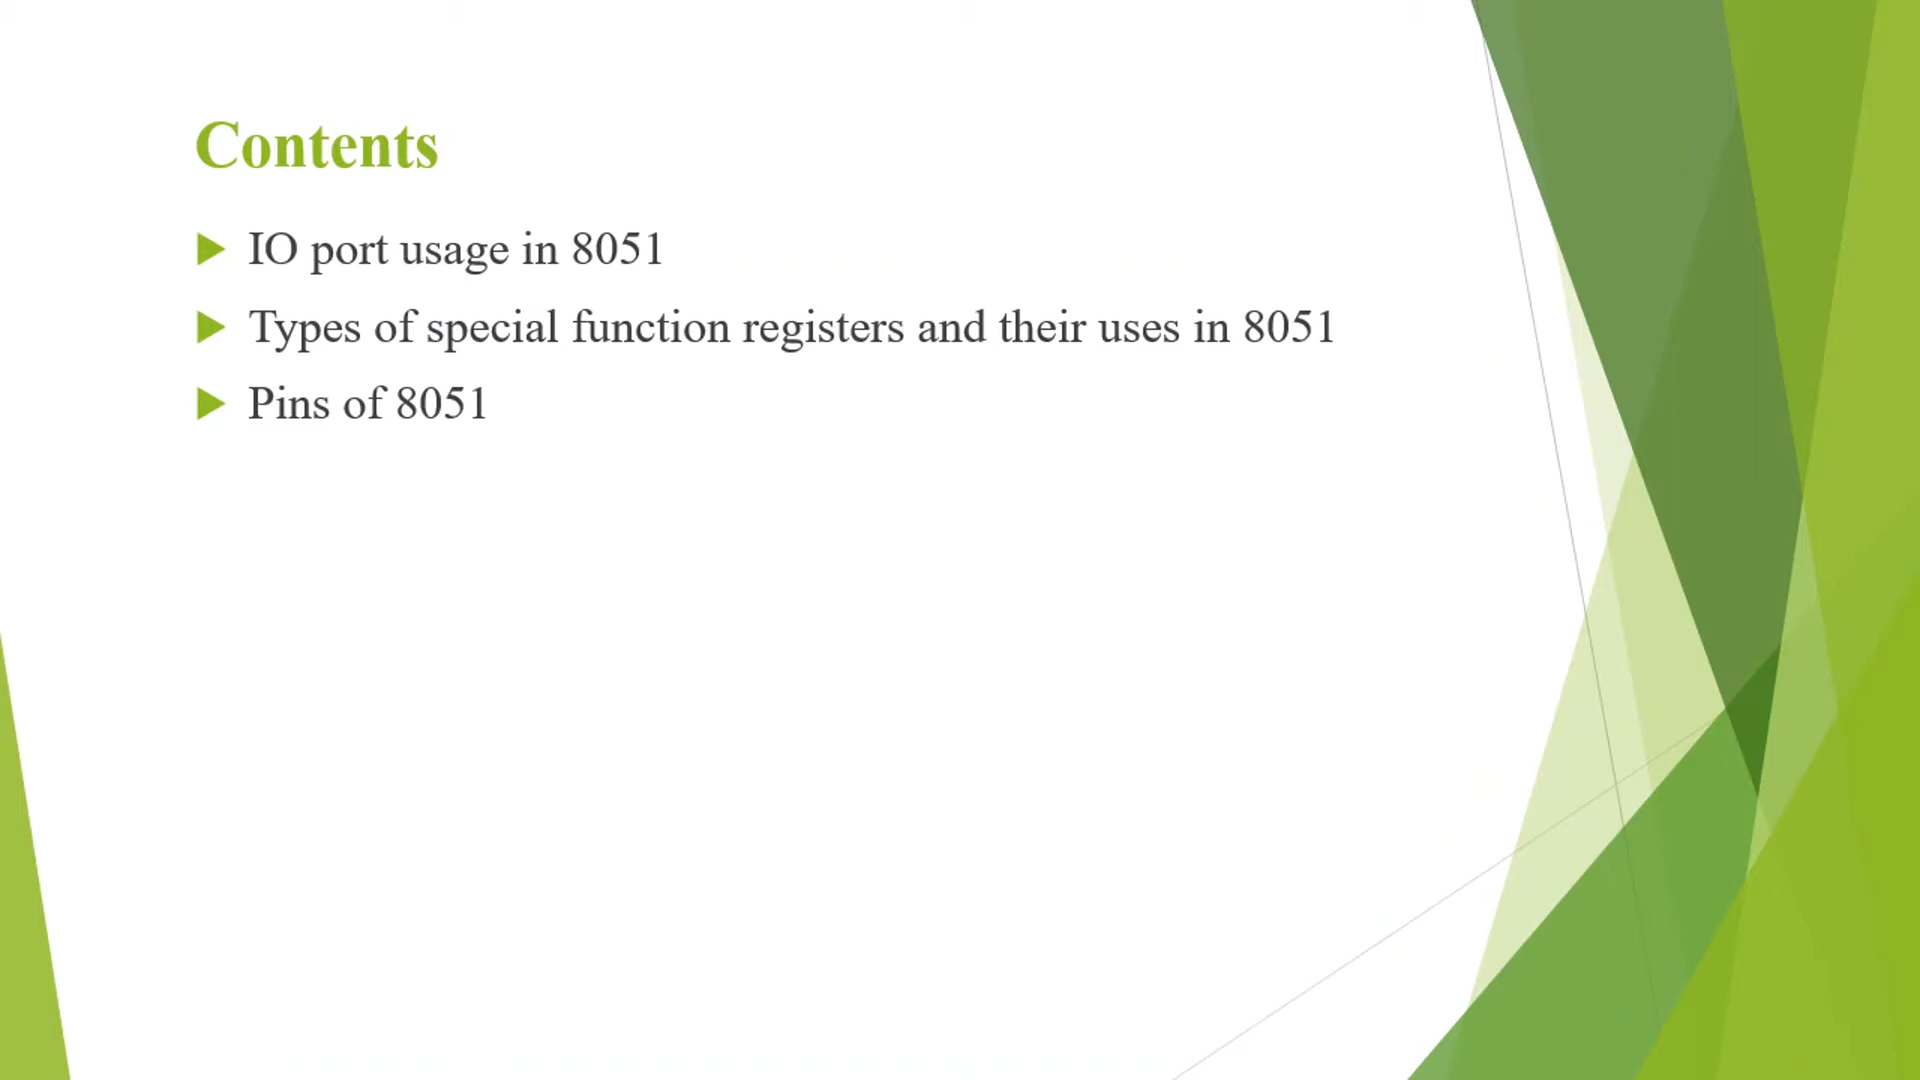 Contents
IO port usage in 8051
Types of special function registers and their uses in 8051
Pins of 8051